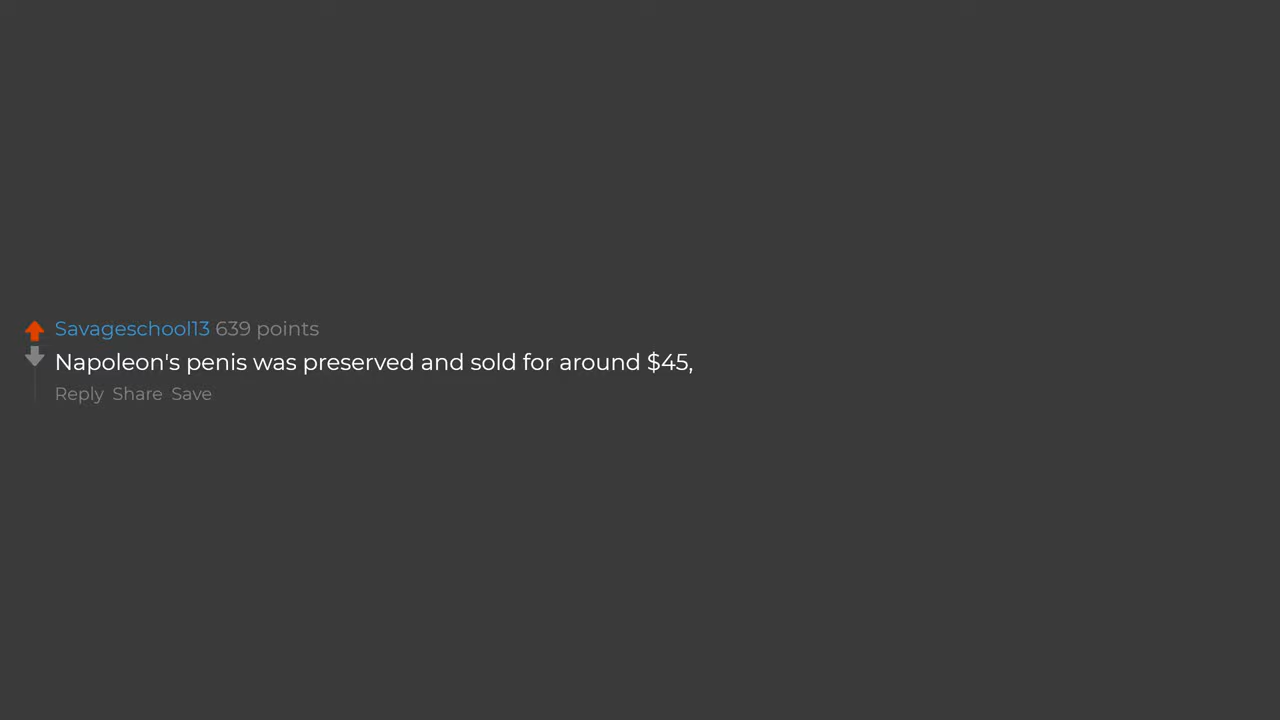 Savageschool13 639 points
Napoleon's penis was preserved and sold for around $45,
Reply Share Save